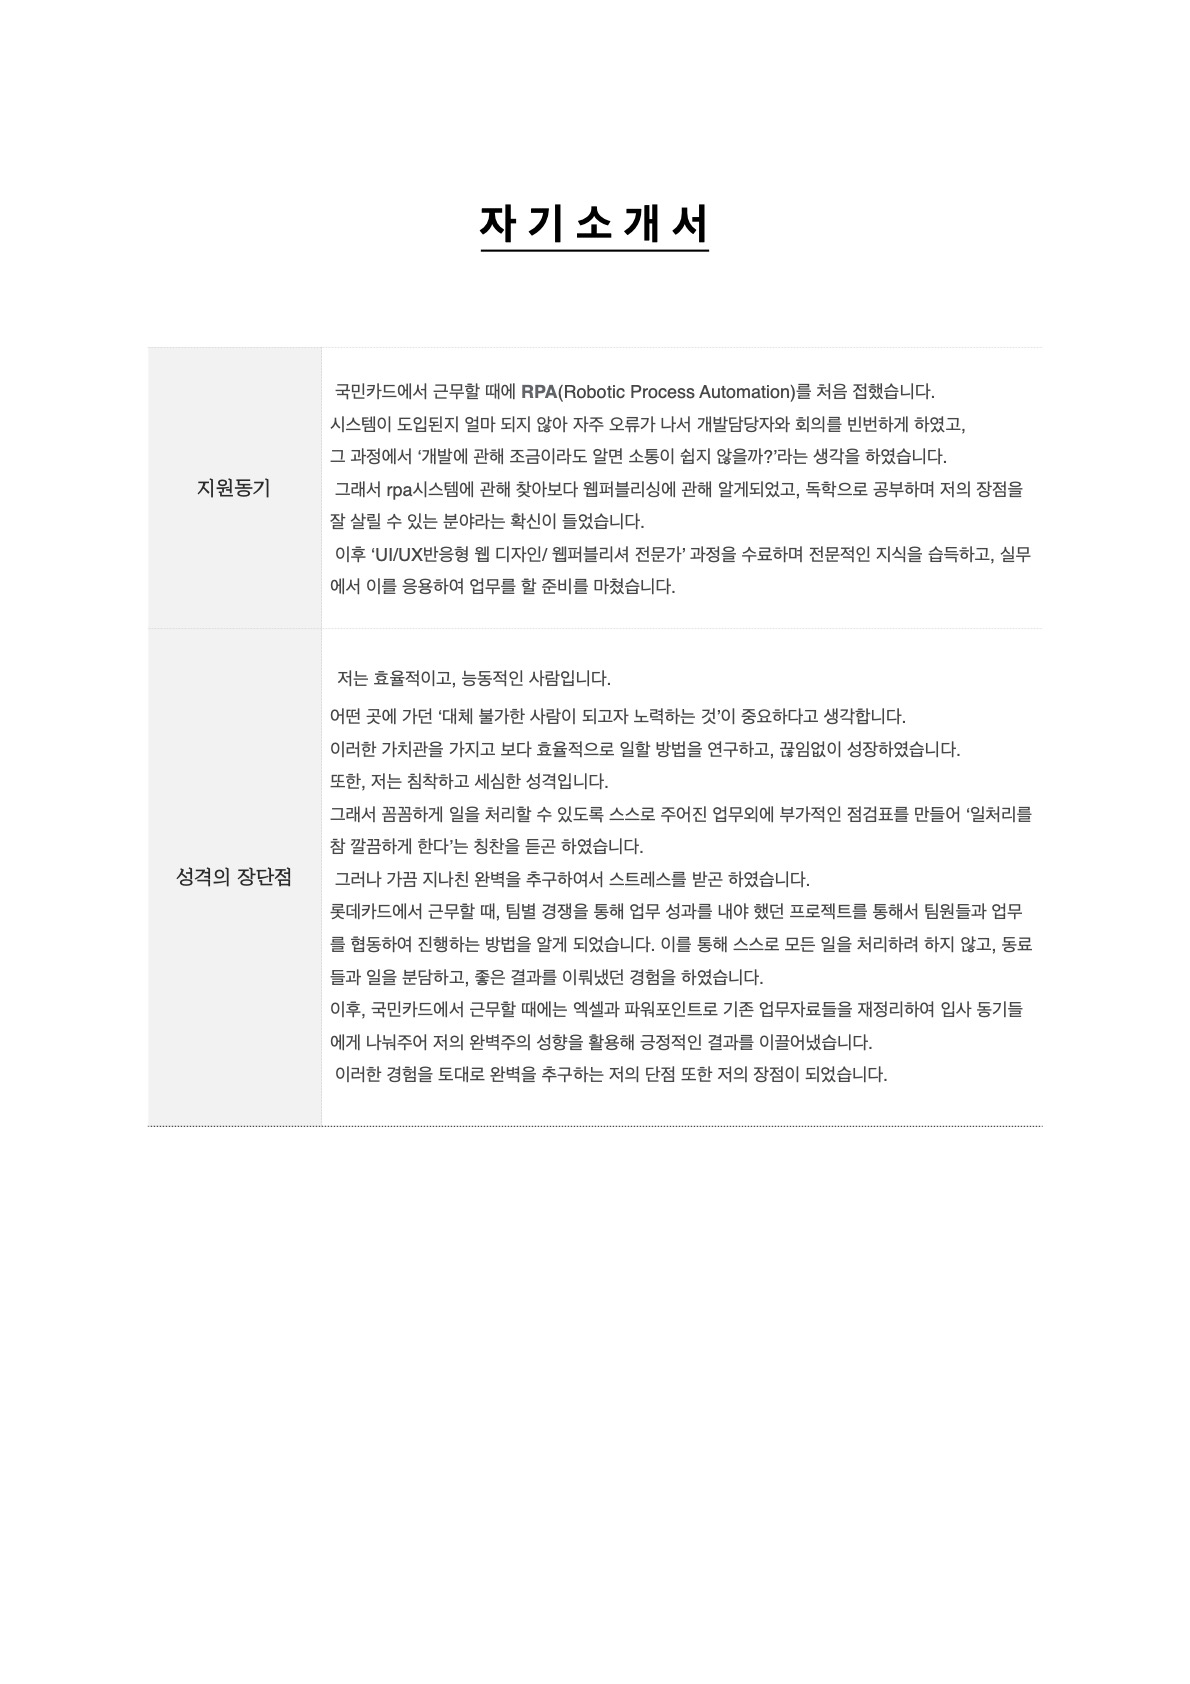 자기소개서
지원동기
국민카드에서 근무할 때에 RPA(Robotic Process Automation)를 처음 접했습니다.
시스템이 도입된지 얼마 되지 않아 자주 오류가 나서 개발담당자와 회의를 빈번하게 하였고,
그 과정에서 ‘개발에 관해 조금이라도 알면 소통이 쉽지 않을까?’라는 생각을 하였습니다.
그래서 rpa시스템에 관해 찾아보다 웹퍼블리싱에 관해 알게되었고, 독학으로 공부하며 저의 장점을
잘 살릴 수 있는 분야라는 확신이 들었습니다.
이후 ‘UI/UX반응형 웹 디자인/ 웹퍼블리셔 전문가’ 과정을 수료하며 전문적인 지식을 습득하고, 실무
에서 이를 응용하여 업무를 할 준비를 마쳤습니다.
성격의 장단점
저는 효율적이고, 능동적인 사람입니다.
어떤 곳에 가던 ‘대체 불가한 사람이 되고자 노력하는 것’이 중요하다고 생각합니다.
이러한 가치관을 가지고 보다 효율적으로 일할 방법을 연구하고, 끊임없이 성장하였습니다.
또한, 저는 침착하고 세심한 성격입니다.
그래서 꼼꼼하게 일을 처리할 수 있도록 스스로 주어진 업무외에 부가적인 점검표를 만들어 ‘일처리를
참 깔끔하게 한다’는 칭찬을 듣곤 하였습니다.
그러나 가끔 지나친 완벽을 추구하여서 스트레스를 받곤 하였습니다.
롯데카드에서 근무할 때, 팀별 경쟁을 통해 업무 성과를 내야 했던 프로젝트를 통해서 팀원들과 업무
를 협동하여 진행하는 방법을 알게 되었습니다. 이를 통해 스스로 모든 일을 처리하려 하지 않고, 동료
들과 일을 분담하고, 좋은 결과를 이뤄냈던 경험을 하였습니다.
이후, 국민카드에서 근무할 때에는 엑셀과 파워포인트로 기존 업무자료들을 재정리하여 입사 동기들
에게 나눠주어 저의 완벽주의 성향을 활용해 긍정적인 결과를 이끌어냈습니다.
이러한 경험을 토대로 완벽을 추구하는 저의 단점 또한 저의 장점이 되었습니다.